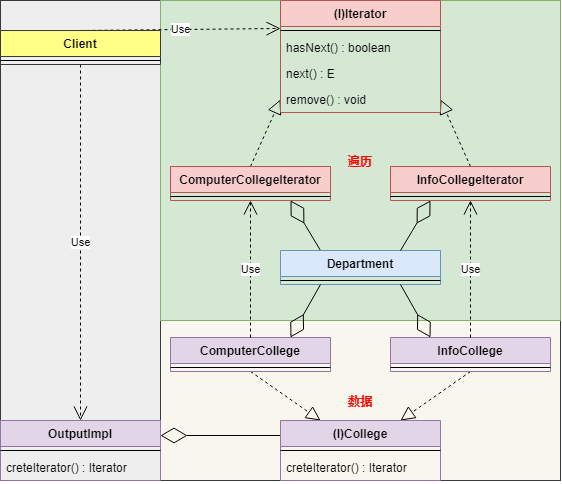 (I)Iterator
Use
Client
hasNext() : boolean
next() : E
remove() : void
遍历
ComputerCollegeIterator
InfoCollegeIterator
Use
Department
Use
Use
ComputerCollege
InfoCollege
数据
OutputImpl
(I)College
creteIterator() : Iterator
creteIterator() : Iterator